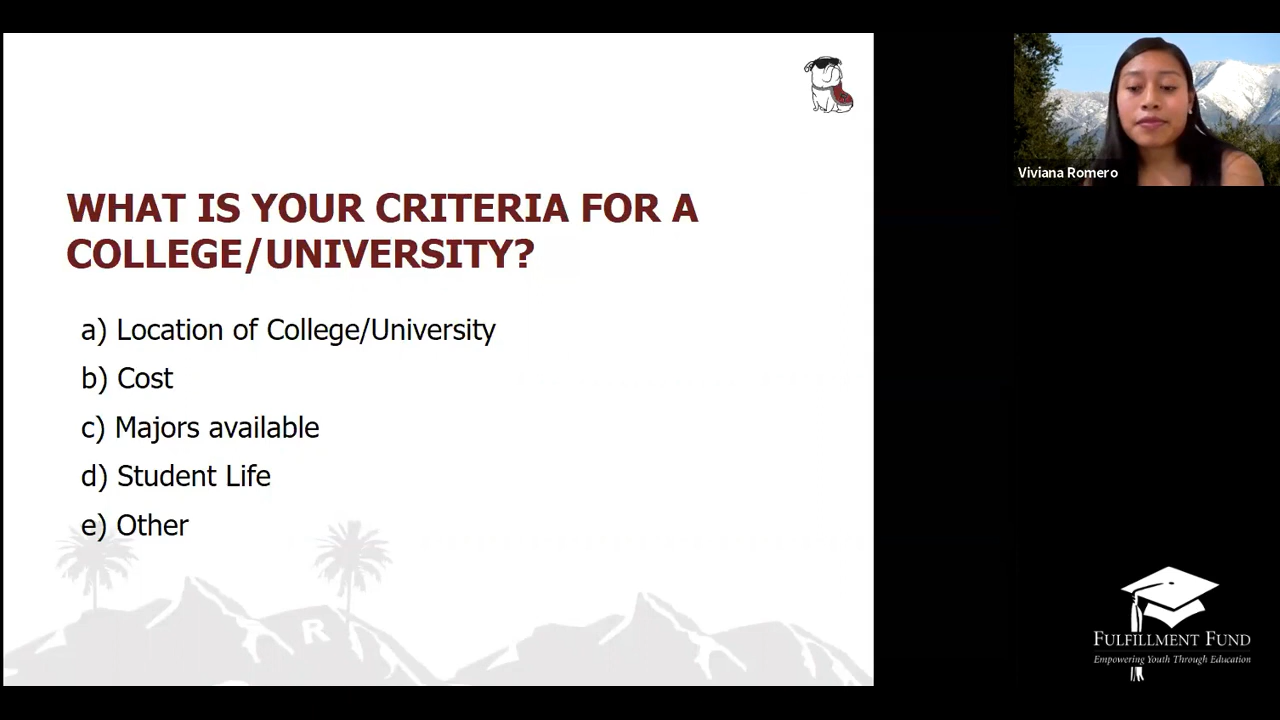 WHAT IS YOUR CRITERIA FOR A
COLLEGE/UNIVERSITY?
a) Location of College/University
b) Cost
c) Majors available
d) Student Life
e) Other
R
Viviana Romero
FULFILLMENT FUND
Empowering Youth Through Education